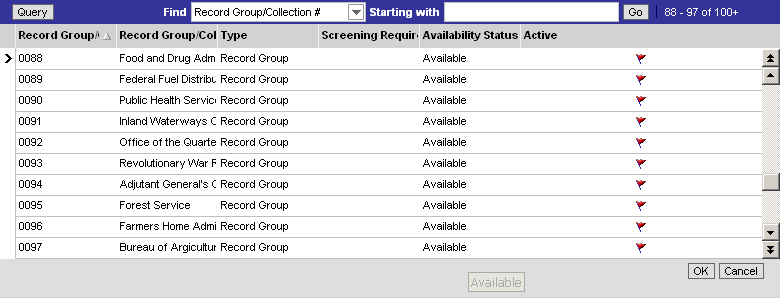 Query Find Record Group/Collection # Starting with Go 88 - 97 of 100+
Record Group/ Record Group/Col Type Screening Require Availability Status Active
0088 Food and Drug Adm Record Group Available
0089 Federal Fuel Distribu Record Group Available
0090 Public Health Servic Record Group Available
0091 Inland Waterways C Record Group Available
0092 Office of the Quarte Record Group Available
0093 Revolutionary War R Record Group Available
0094 Adjutant General's C Record Group Available
0095 Forest Service Record Group Available
0096 Farmers Home Admi Record Group Available
0097 Bureau of Argicultur Record Group Available
OK Cancel
Available